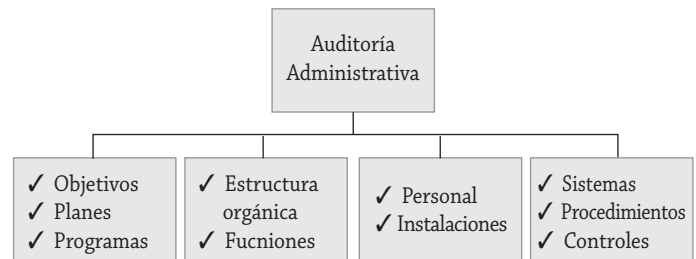 Auditoría
Administrativa
✓ Objetivos
✓ Planes
✓ Programas
✓ Estructura
orgánica
✓ Fucniones
✓ Personal
✓ Instalaciones
✓ Sistemas
✓ Procedimientos
✓ Controles